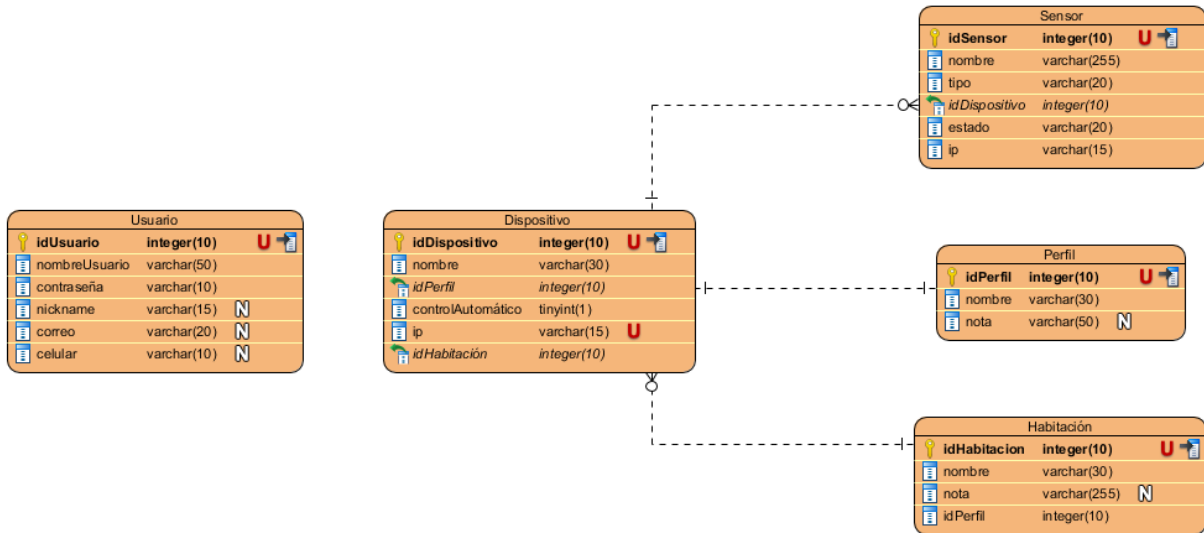 Sensor
idSensor integer(10) U
nombre varchar(255)
tipo varchar(20)
idDispositivo integer(10)
estado varchar(20)
ip varchar(15)
Usuario
idUsuario integer(10) U
nombreUsuario varchar(50)
contraseña varchar(10)
nickname varchar(15) N
correo varchar(20) N
celular varchar(10) N
Dispositivo
idDispositivo integer(10) U
nombre varchar(30)
idPerfil integer(10)
controlAutomático tinyint(1)
ip varchar(15) U
idHabitación integer(10)
Perfil
idPerfil integer(10) U
nombre varchar(30)
nota varchar(50) N
Habitación
idHabitacion integer(10) U
nombre varchar(30)
nota varchar(255) N
idPerfil integer(10)